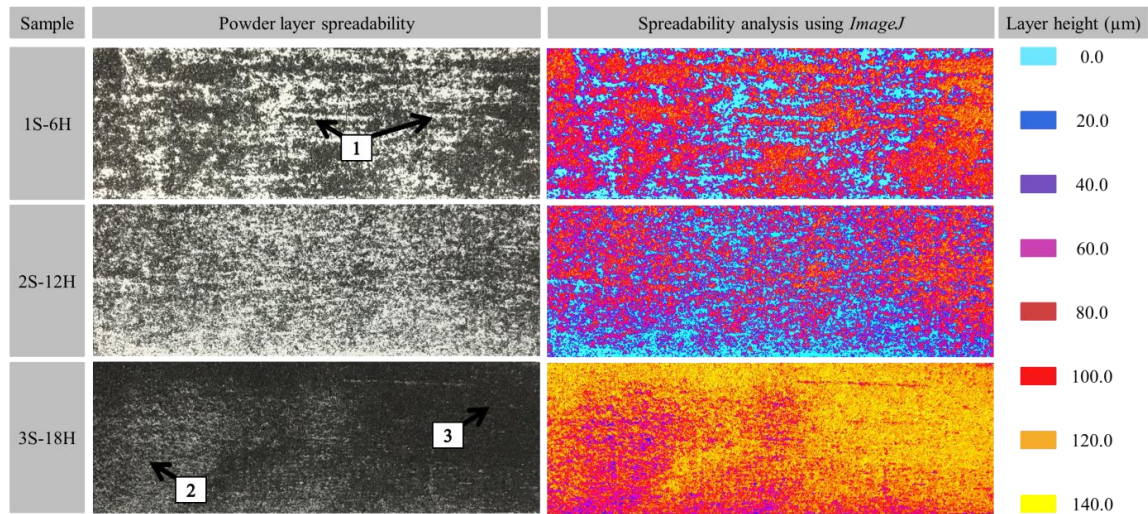 Sample Powder layer spreadability Spreadability analysis using ImageJ Layer height (µm)
1S-6H
2S-12H
3S-18H
1
2
3
0.0
20.0
40.0
60.0
80.0
100.0
120.0
140.0